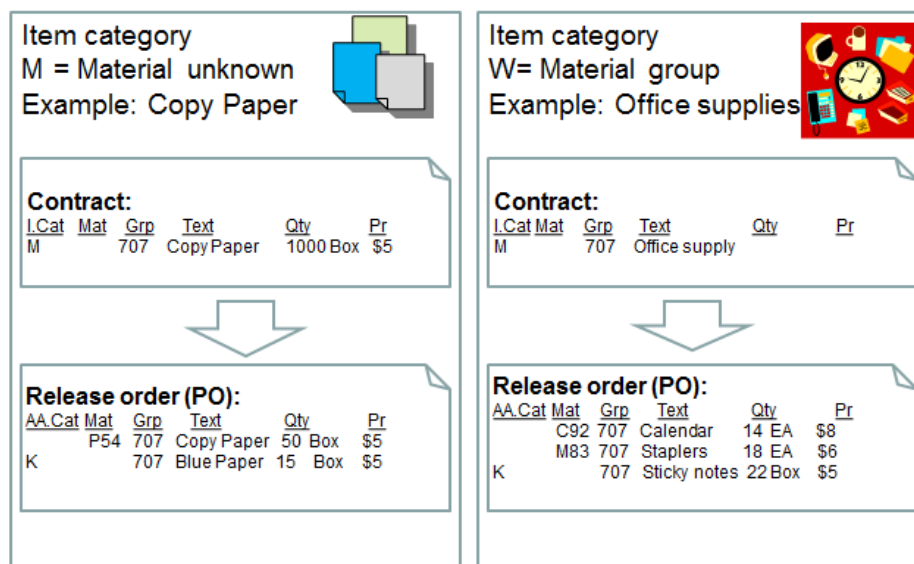 Item category
M = Material unknown
Example: Copy Paper
Contract:
I.Cat Mat Grp Text Qty Pr
M 707 Copy Paper 1000 Box $5
Release order (PO):
AA.Cat Mat Grp Text Qty Pr
P54 707 Copy Paper 50 Box $5
K 707 Blue Paper 15 Box $5
Item category
W= Material group
Example: Office supplies
12
Contract:
I.Cat Mat Grp Text Qty Pr
M 707 Office supply
Release order (PO):
AA.Cat Mat Grp Text Qty Pr
C92 707 Calendar 14 EA $8
M83 707 Staplers 18 EA $6
K 707 Sticky notes 22 Box $5